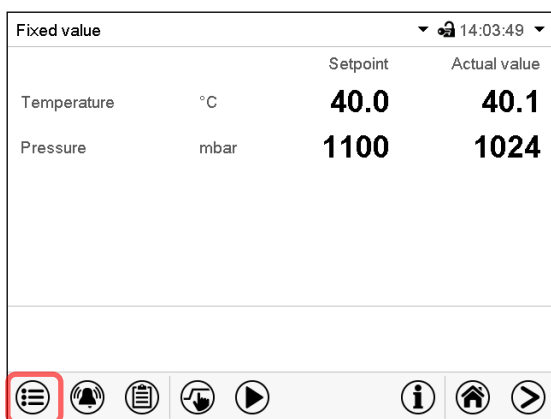 Fixed value 14:03:49
Setpoint Actual value
Temperature °C 40.0 40.1
Pressure mbar 1100 1024